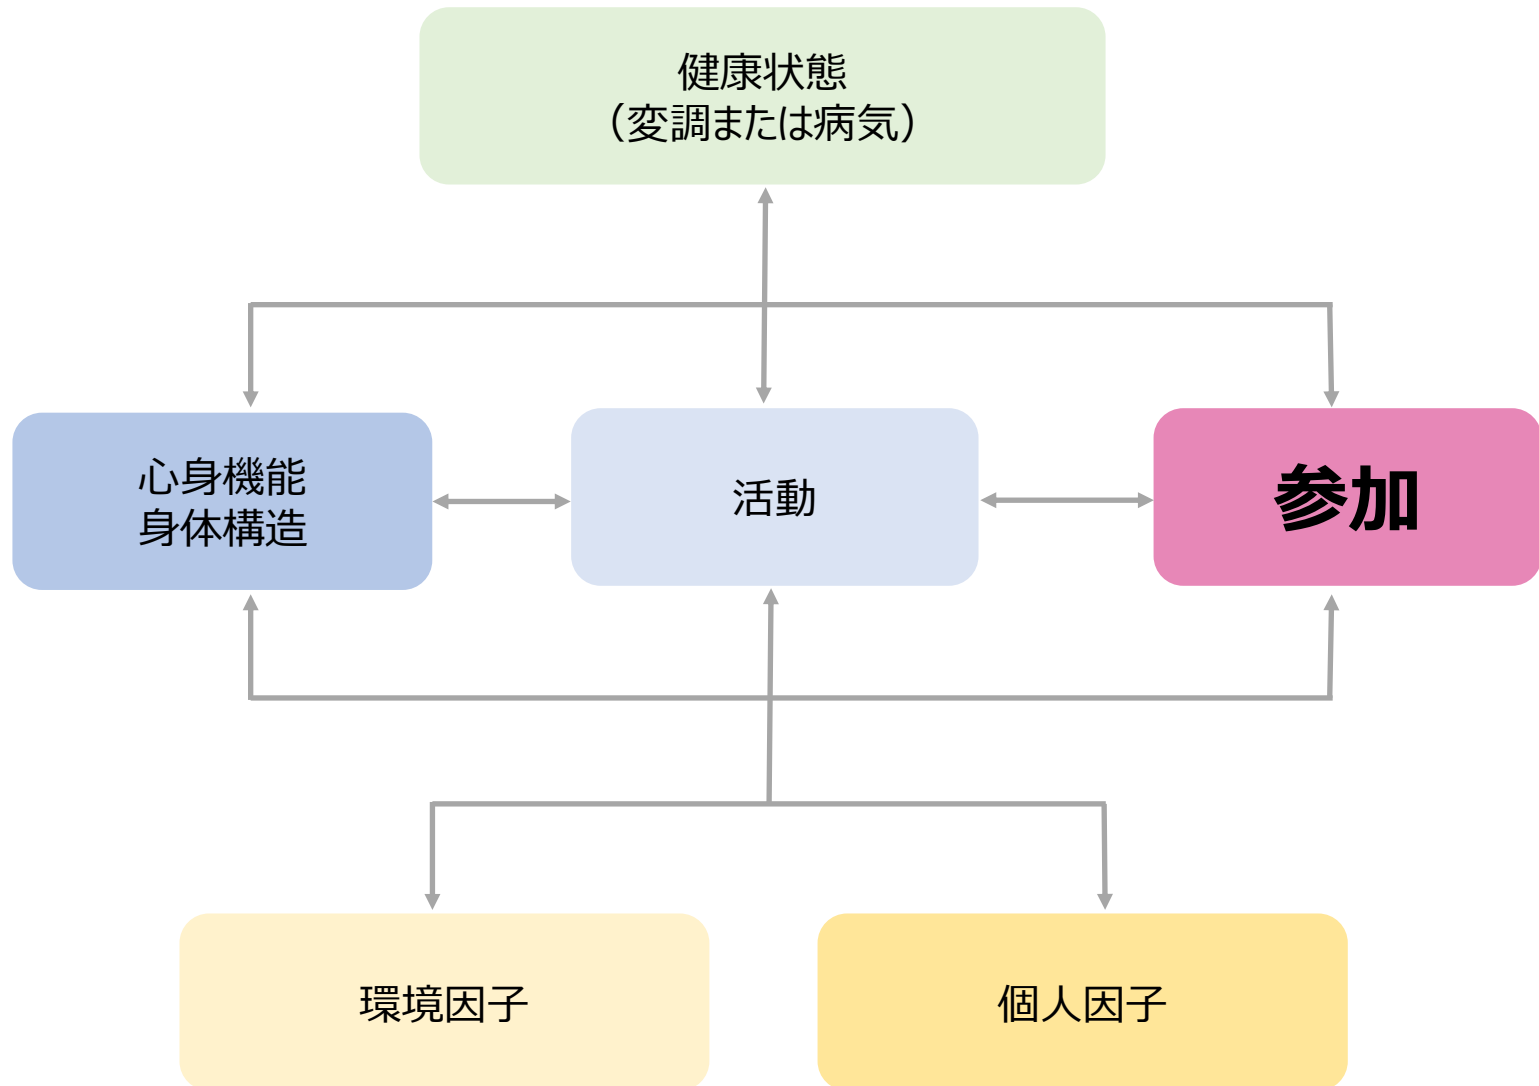 健康状態
（変調または病気）
心身機能
身体構造
活動
参加
環境因子
個人因子